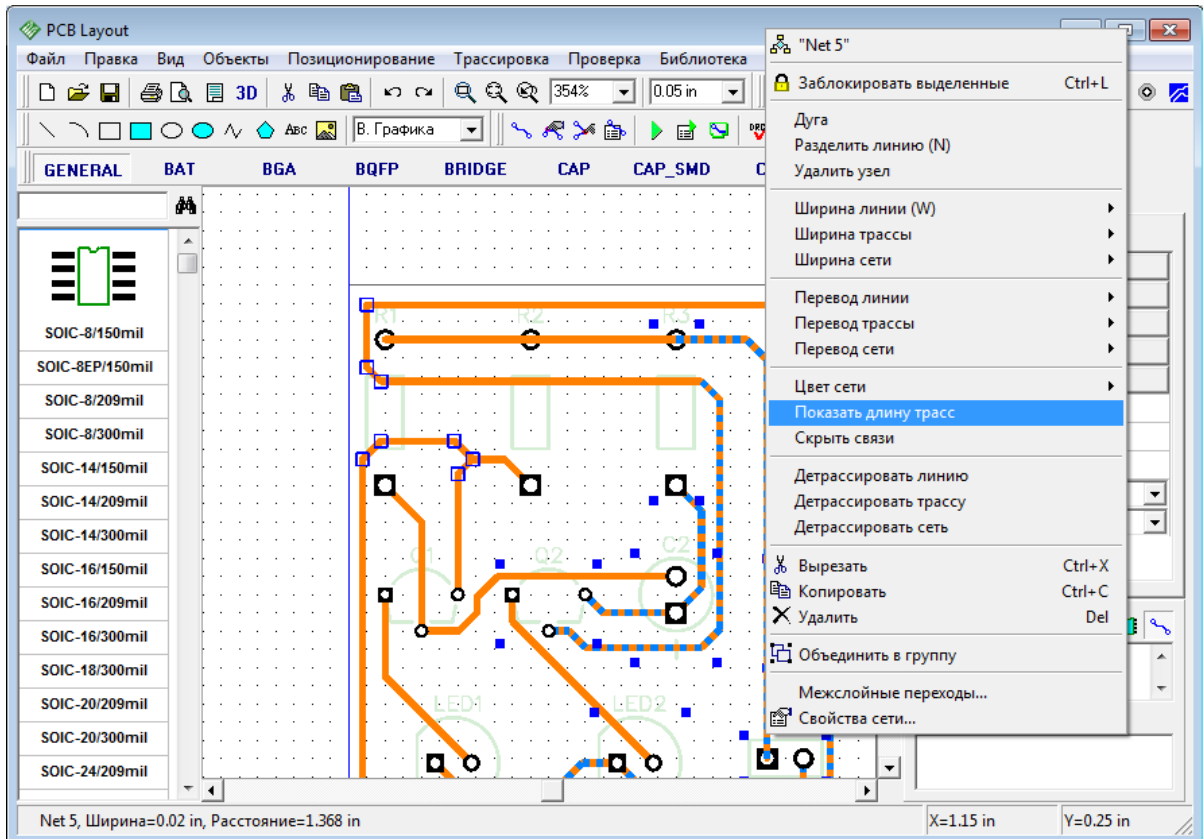 PCB Layout
Файл Правка Вид Объекты Позиционирование Трассировка Проверка Библиотека
3D 354% 0.05 in
ABC В. Графика DRC
GENERAL BAT BGA BQFP BRIDGE CAP CAP_SMD C
SOIC-8/150mil
SOIC-8EP/150mil
SOIC-8/209mil
SOIC-8/300mil
SOIC-14/150mil
SOIC-14/209mil
SOIC-14/300mil
SOIC-16/150mil
SOIC-16/209mil
SOIC-16/300mil
SOIC-18/300mil
SOIC-20/209mil
SOIC-20/300mil
SOIC-24/209mil
R1 R2 R3
Q1 Q2 C2
LED1 LED2
"Net 5"
Заблокировать выделенные Ctrl+L
Дуга
Разделить линию (N)
Удалить узел
Ширина линии (W)
Ширина трассы
Ширина сети
Перевод линии
Перевод трассы
Перевод сети
Цвет сети
Показать длину трасс
Скрыть связи
Детрассировать линию
Детрассировать трассу
Детрассировать сеть
Вырезать Ctrl+X
Копировать Ctrl+C
Удалить Del
Объединить в группу
Межслойные переходы...
Свойства сети...
Net 5, Ширина=0.02 in, Расстояние=1.368 in X=1.15 in Y=0.25 in